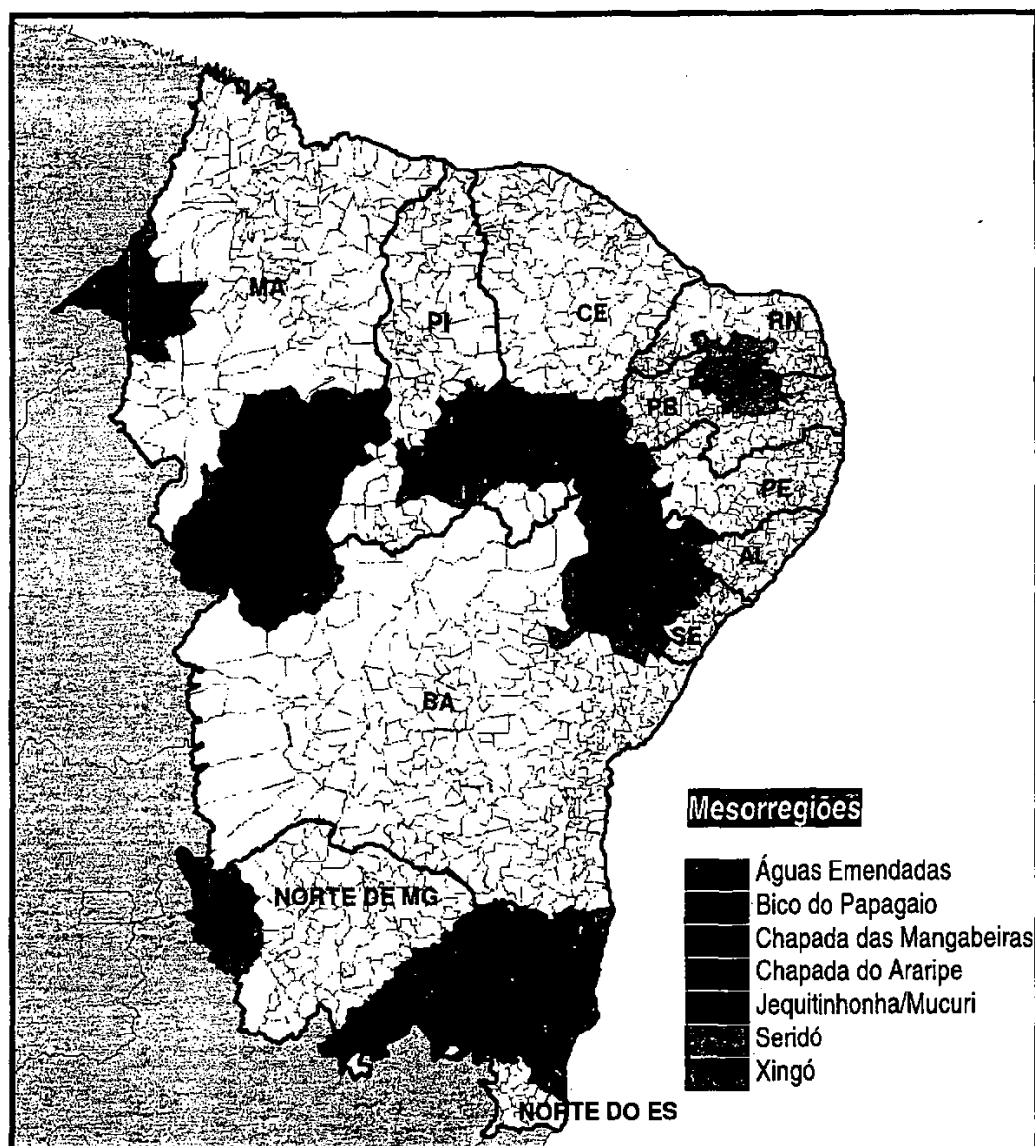 MA
PI
CE
RN
PB
PE
AL
SE
BA
Mesorregiões
Águas Emendadas
Bico do Papagaio
Chapada das Mangabeiras
Chapada do Araripe
Jequitinhonha/Mucuri
Seridó
Xingó
NORTE DE MG
NORTE DO ES